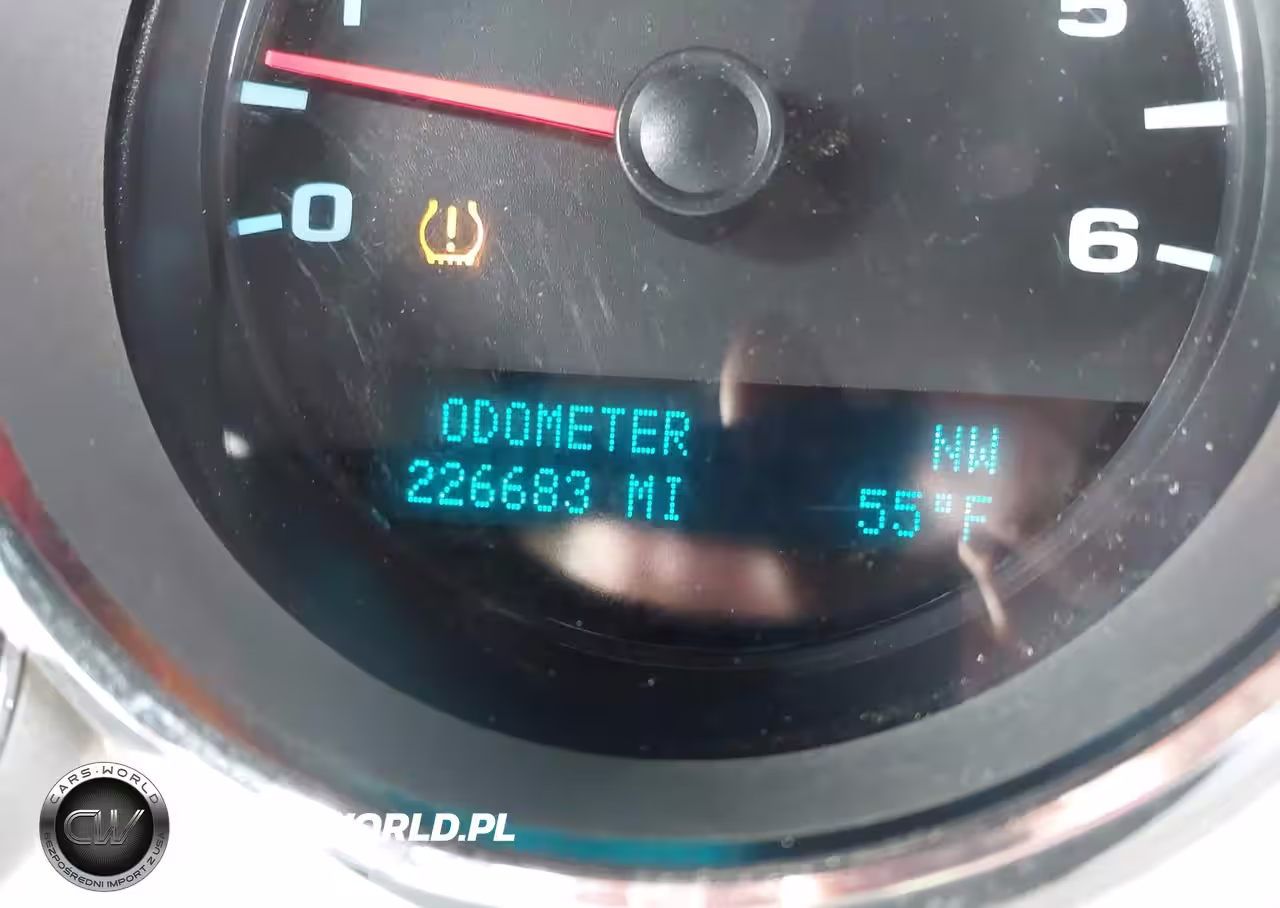 1
5
0
6
ODOMETER
NW
226683 MI
55°F
CARS·WORLD
CW
BEZPOŚREDNI IMPORT Z USA
WORLD.PL